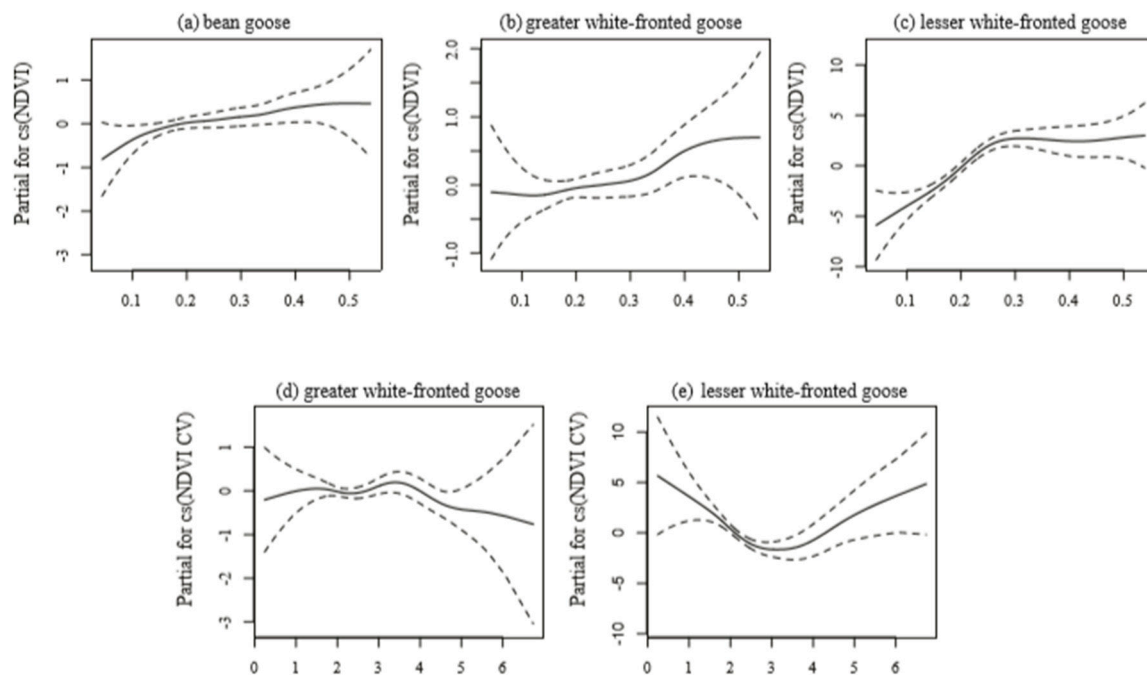 (a) bean goose
Partial for cs(NDVI)
1
0
-1
-2
-3
0.1 0.2 0.3 0.4 0.5
(b) greater white-fronted goose
Partial for cs(NDVI)
2.0
1.0
0.0
-1.0
0.1 0.2 0.3 0.4 0.5
(c) lesser white-fronted goose
Partial for cs(NDVI)
10
5
0
-5
-10
0.1 0.2 0.3 0.4 0.5
(d) greater white-fronted goose
Partial for cs(NDVI CV)
1
0
-1
-2
-3
0 1 2 3 4 5 6
(e) lesser white-fronted goose
Partial for cs(NDVI CV)
10
5
0
-5
-10
0 1 2 3 4 5 6